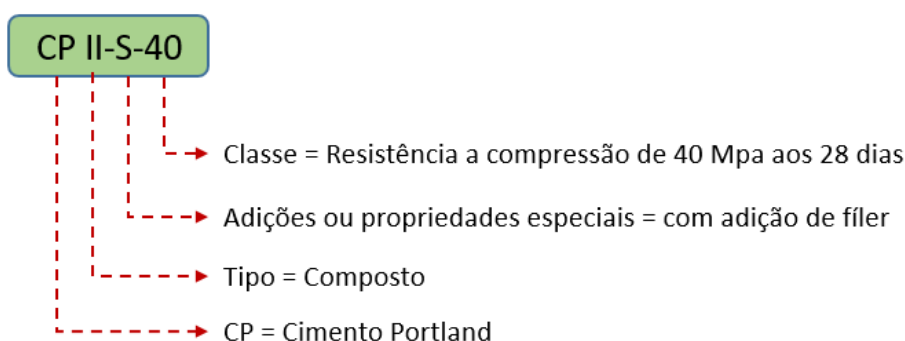 CP II-S-40
Classe = Resistência a compressão de 40 Mpa aos 28 dias
Adições ou propriedades especiais = com adição de fíler
Tipo = Composto
CP = Cimento Portland